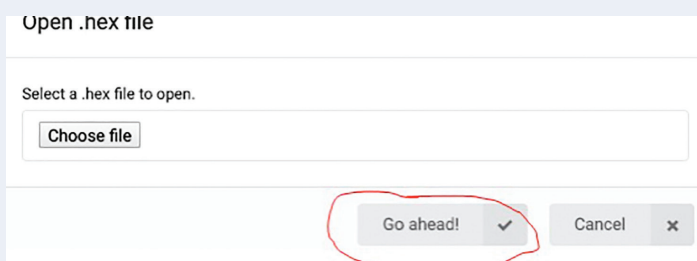 Open .hex file
Select a .hex file to open.
Choose file
Go ahead! ✔ Cancel ✖